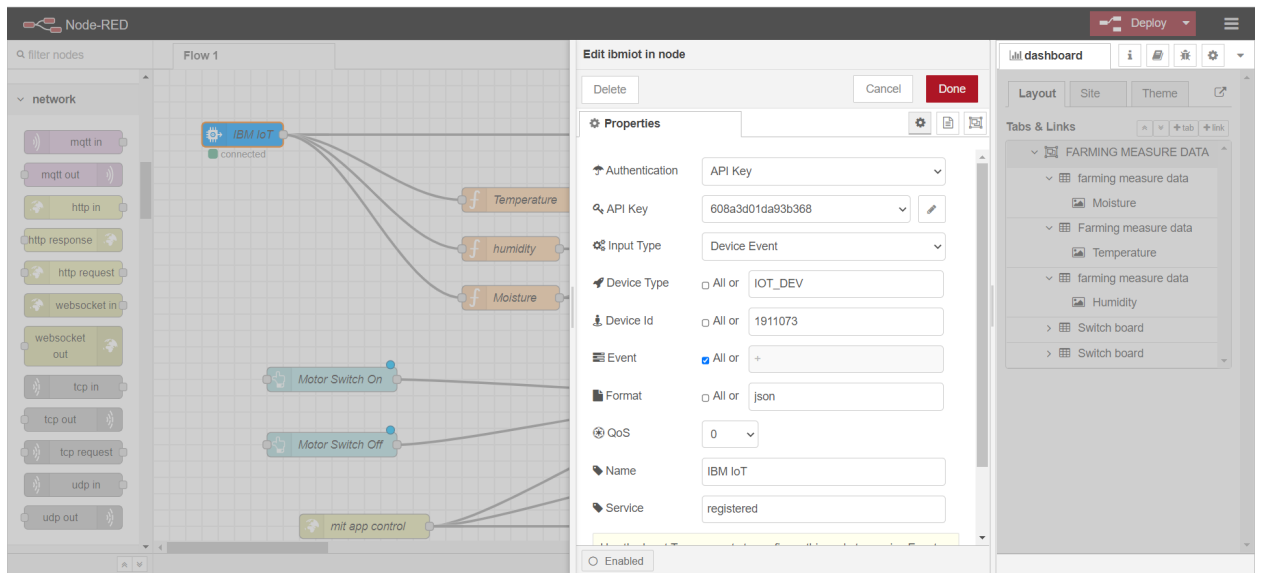 Node-RED
Deploy
filter nodes
network
mqtt in
mqtt out
http in
http response
http request
websocket in
websocket
out
tcp in
tcp out
tcp request
udp in
udp out
Flow 1
IBM IoT
connected
Temperature
humidity
Moisture
Motor Switch On
Motor Switch Off
mit app control
Edit ibmiot in node
Delete
Cancel
Done
Properties
Authentication
API Key
API Key
608a3d01da93b368
Input Type
Device Event
Device Type
All or
IOT_DEV
Device Id
All or
1911073
Event
All or
+
Format
All or
json
QoS
0
Name
IBM IoT
Service
registered
Enabled
dashboard
Layout
Site
Theme
Tabs & Links
+tab
+link
FARMING MEASURE DATA
farming measure data
Moisture
Farming measure data
Temperature
farming measure data
Humidity
Switch board
Switch board